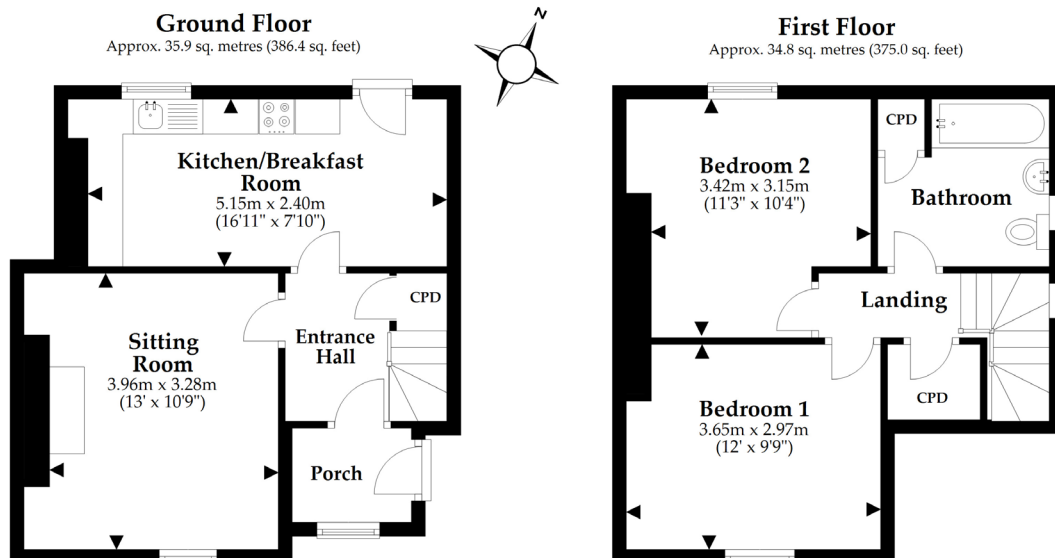 Ground Floor
Approx. 35.9 sq. metres (386.4 sq. feet)
N
First Floor
Approx. 34.8 sq. metres (375.0 sq. feet)
Kitchen/Breakfast
Room
5.15m x 2.40m
(16'11" x 7'10")
CPD
Entrance
Hall
Sitting
Room
3.96m x 3.28m
(13' x 10'9")
Porch
CPD
Bedroom 2
3.42m x 3.15m
(11'3" x 10'4")
Bathroom
Landing
CPD
Bedroom 1
3.65m x 2.97m
(12' x 9'9")